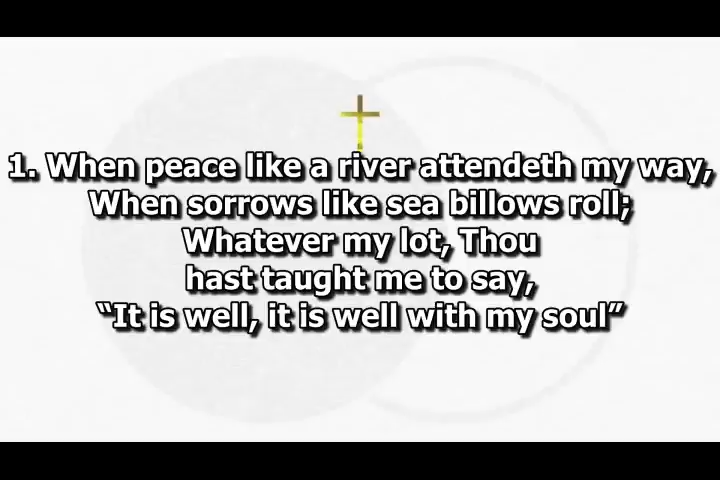 1. When peace like a river attendeth my way,
When sorrows like sea billows roll;
Whatever my lot, Thou
hast taught me to say,
“It is well, it is well with my soul”